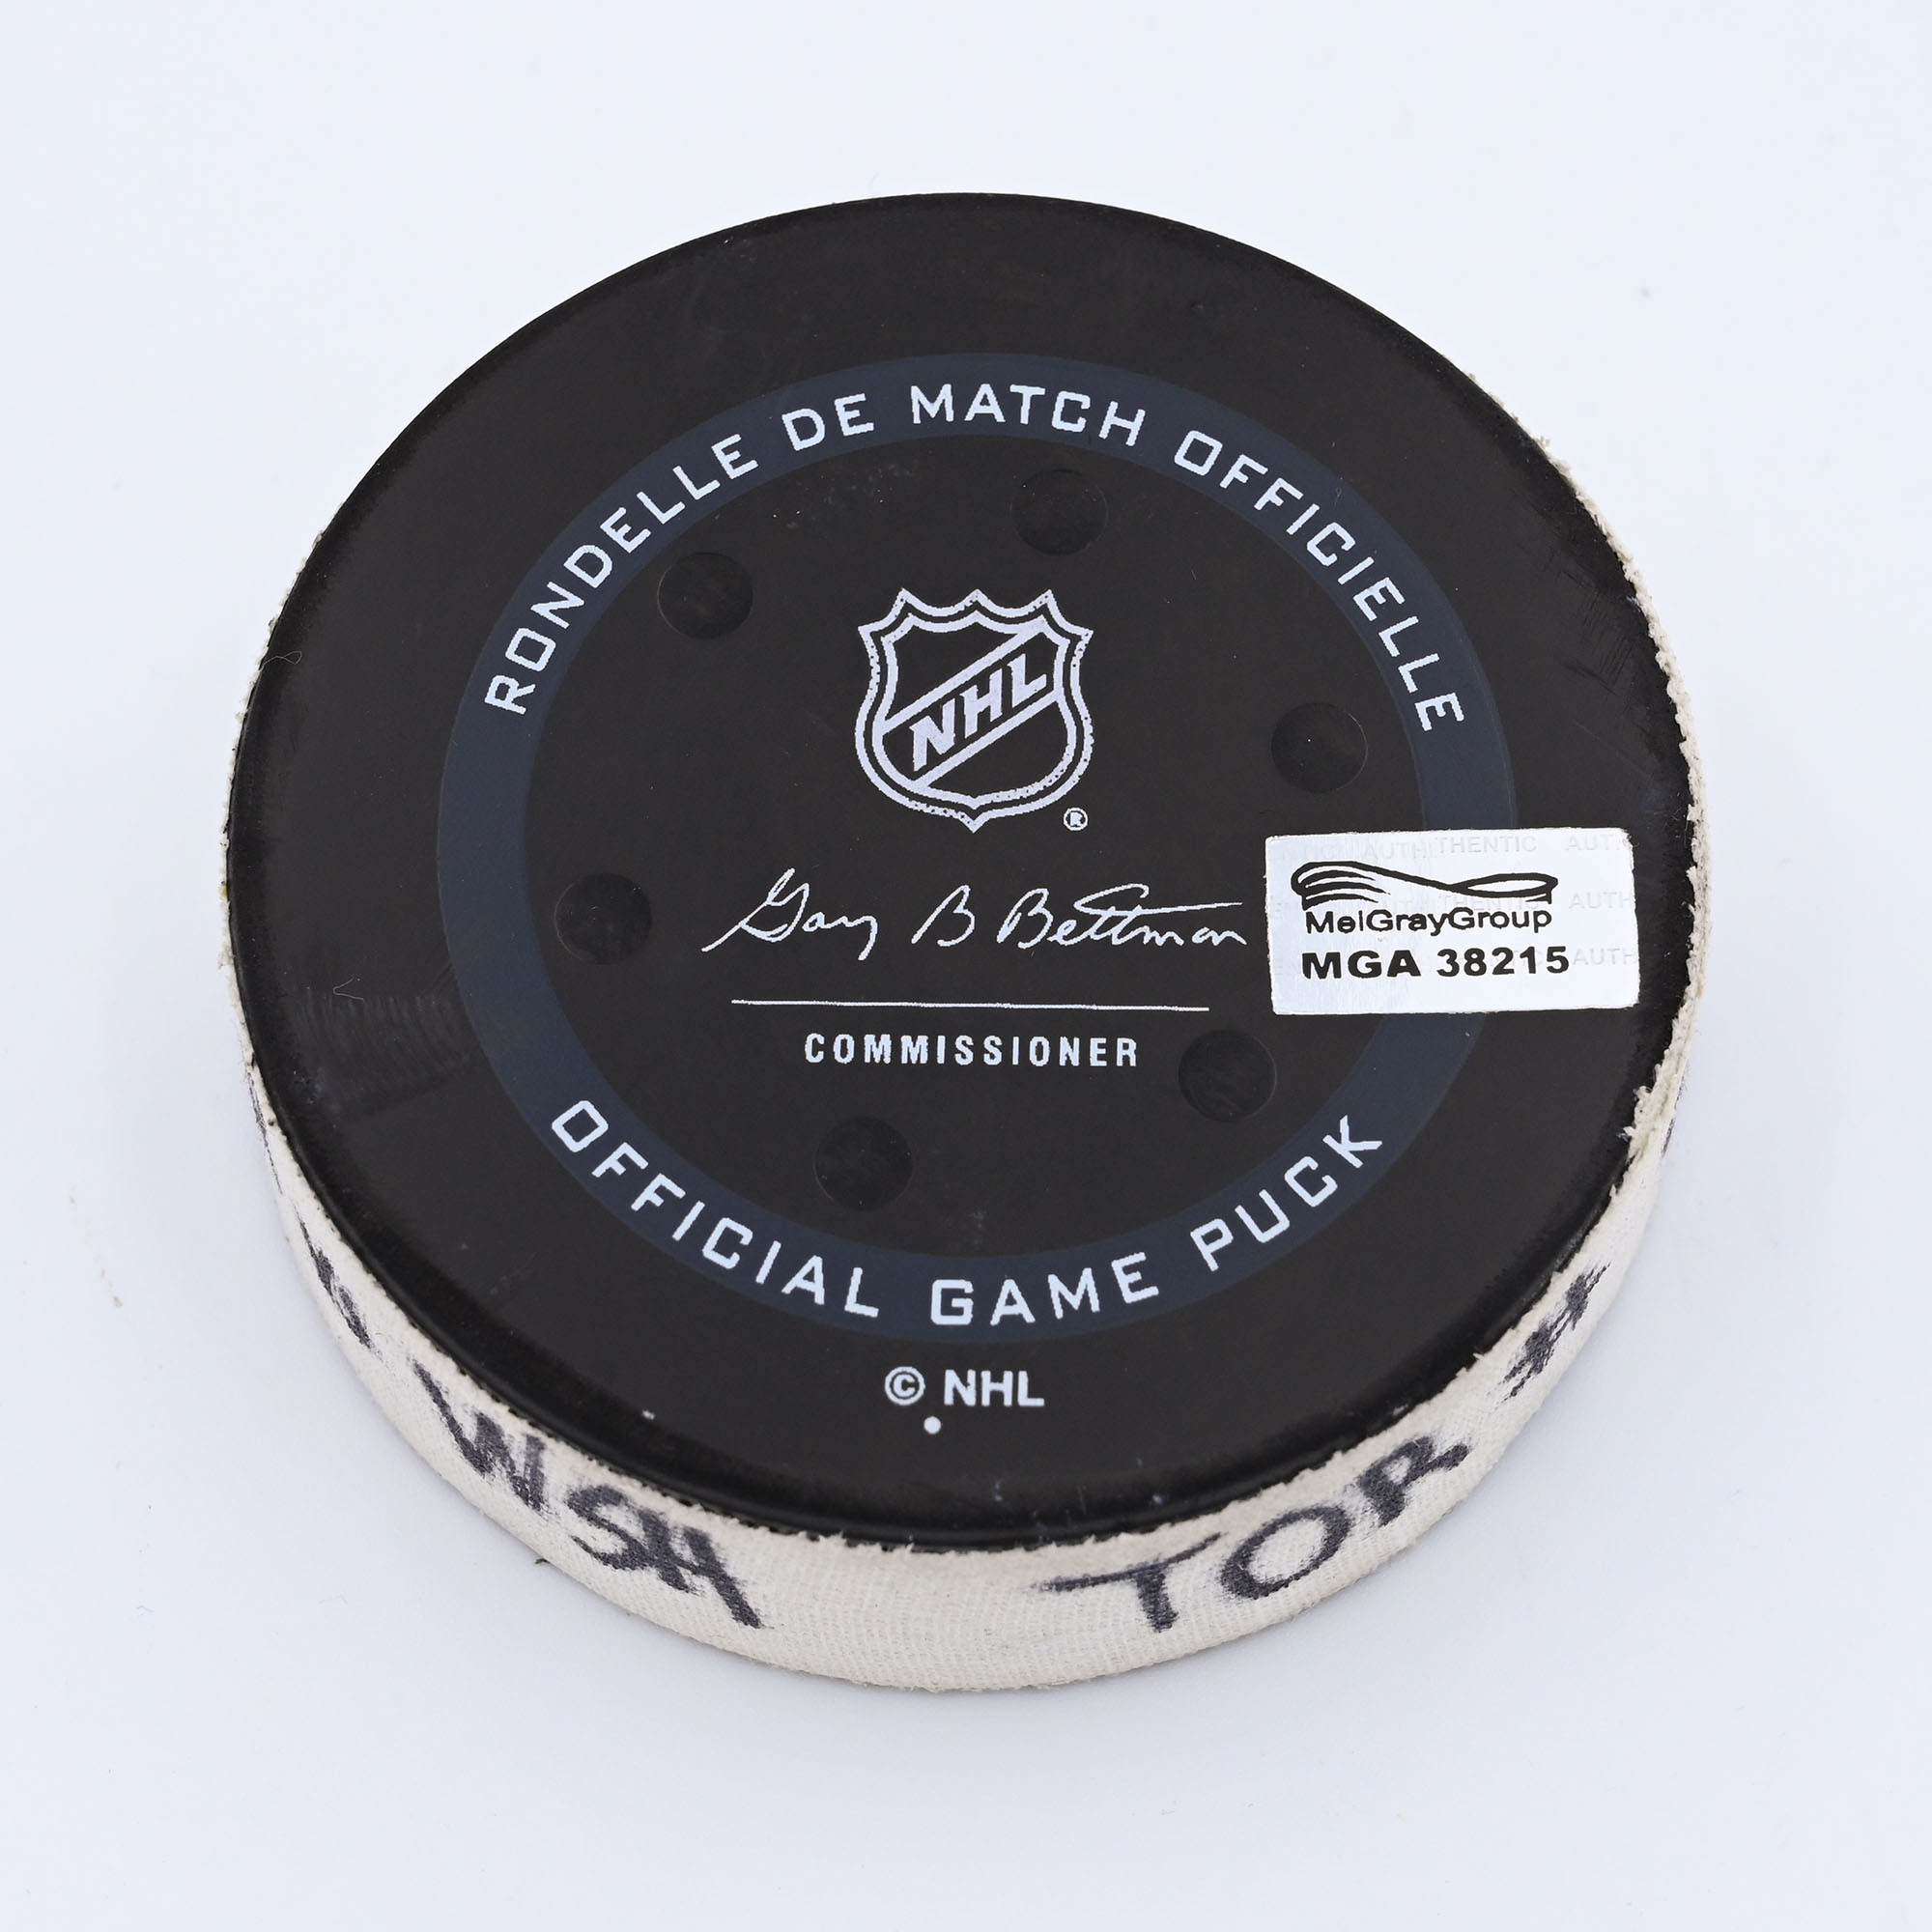 RONDELLE DE MATCH OFFICIELLE
NHL
®
Gary B Bettman
COMMISSIONER
MelGrayGroup
MGA 38215
OFFICIAL GAME PUCK
© NHL
WSH TOR #